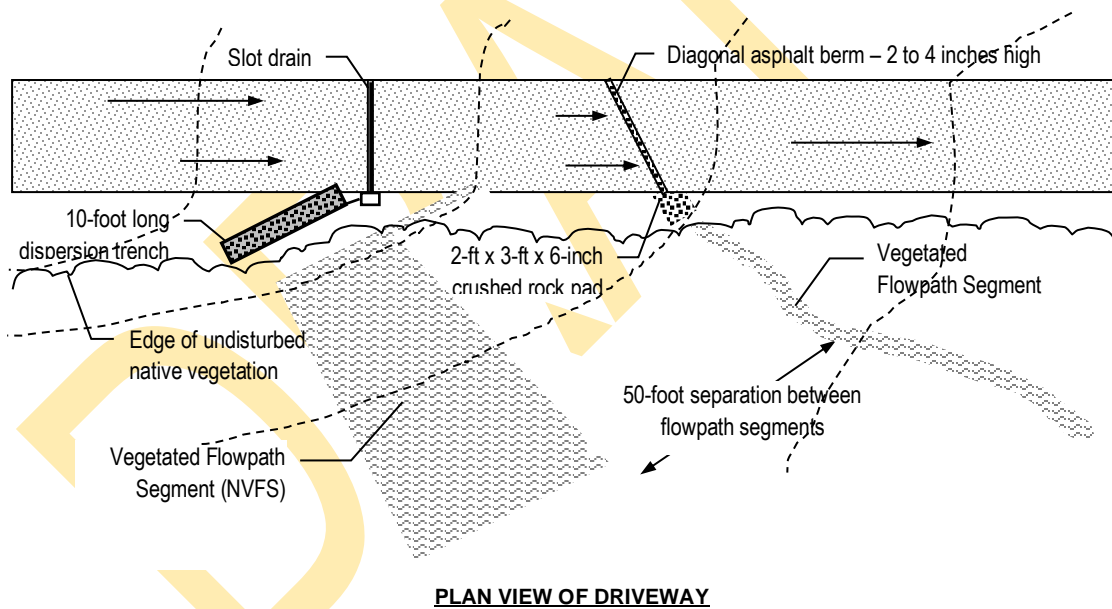 Slot drain
Diagonal asphalt berm – 2 to 4 inches high
10-foot long
dispersion trench
2-ft x 3-ft x 6-inch
crushed rock pad
Vegetated
Flowpath Segment
Edge of undisturbed
native vegetation
50-foot separation between
flowpath segments
Vegetated Flowpath
Segment (NVFS)
PLAN VIEW OF DRIVEWAY